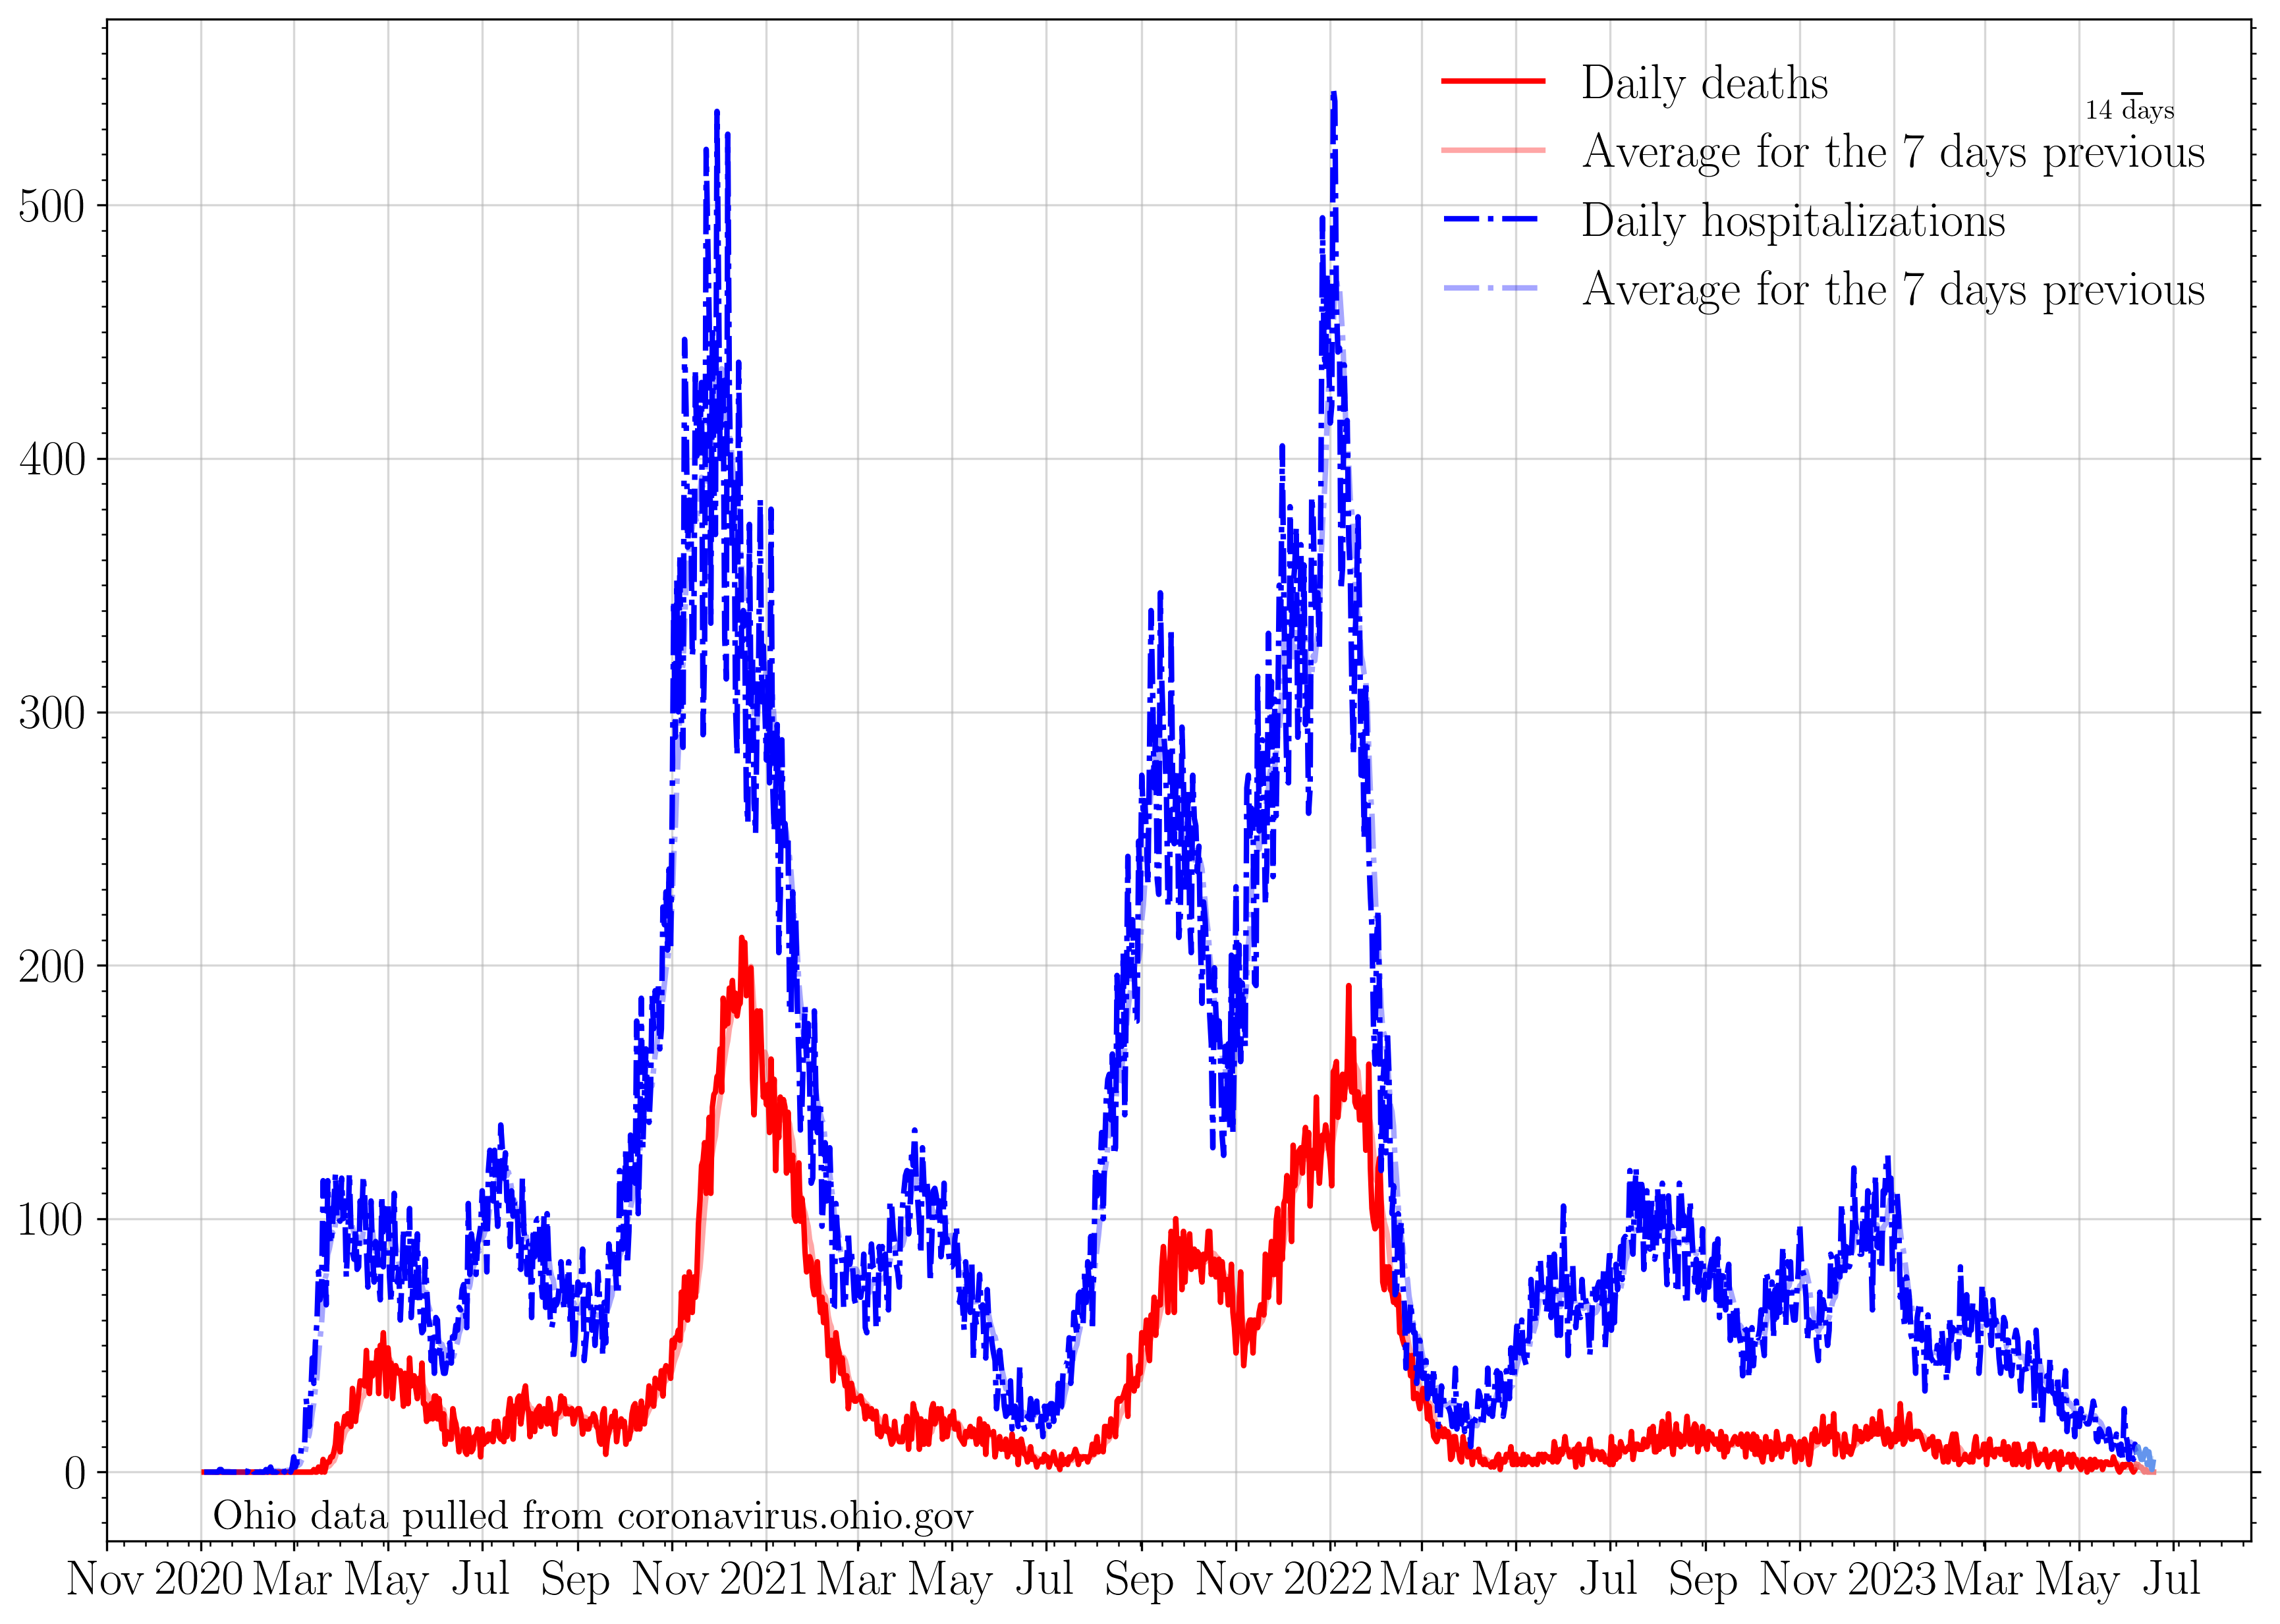 Daily deaths
14 days
Average for the 7 days previous
Daily hospitalizations
Average for the 7 days previous
500
400
300
200
100
0
Ohio data pulled from coronavirus.ohio.gov
Nov 2020 Mar May Jul Sep Nov 2021 Mar May Jul Sep Nov 2022 Mar May Jul Sep Nov 2023 Mar May Jul